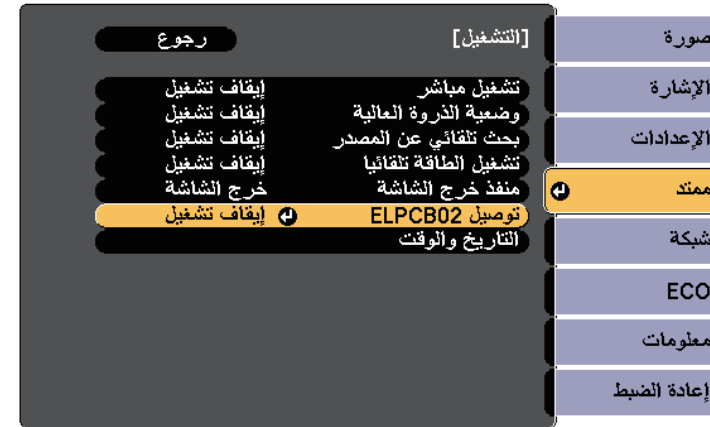 صورة
الإشارة
الإعدادات
ممتد
شبكة
ECO
معلومات
إعادة الضبط
[التشغيل] رجوع
تشغيل مباشر إيقاف تشغيل
وضعية الذروة العالية إيقاف تشغيل
بحث تلقائي عن المصدر إيقاف تشغيل
تشغيل الطاقة تلقائيا إيقاف تشغيل
منفذ خرج الشاشة خرج الشاشة
توصيل ELPCB02 إيقاف تشغيل
التاريخ والوقت